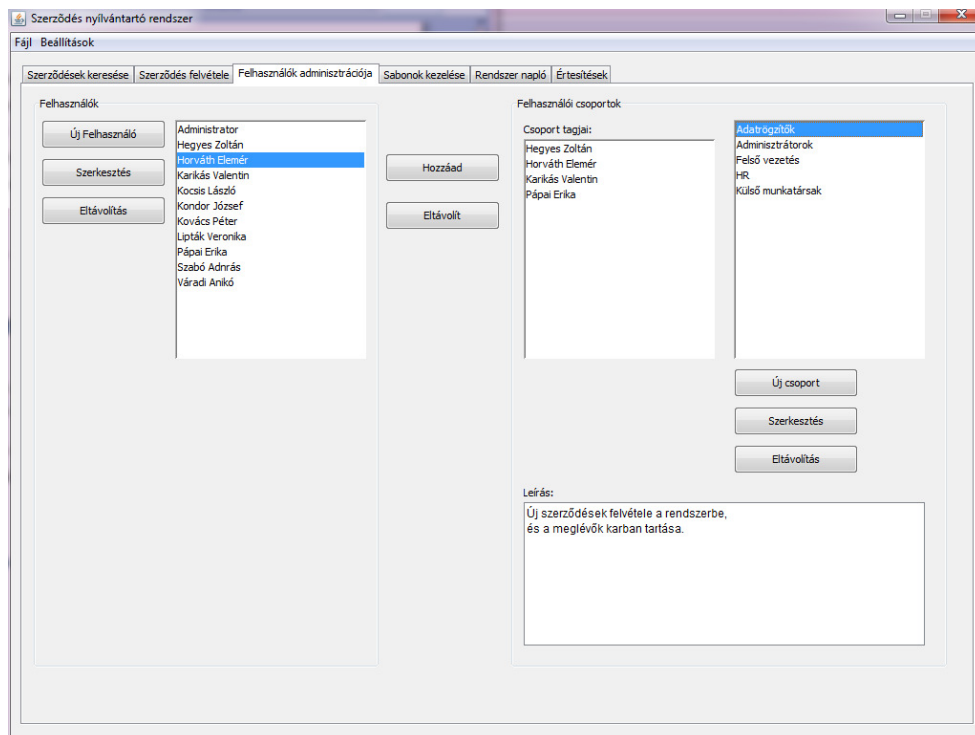 Szerződés nyílvántartó rendszer
Fájl Beállítások
Szerződések keresése Szerződés felvétele Felhasználók adminisztrációja Sabonok kezelése Rendszer napló Értesítések
Felhasználók
Új Felhasználó
Szerkesztés
Eltávolítás
Administrator
Hegyes Zoltán
Horváth Elemér
Karikás Valentin
Kocsis László
Kondor József
Kovács Péter
Lipták Veronika
Pápai Erika
Szabó Adnrás
Váradi Anikó
Hozzáad
Eltávolít
Felhasználói csoportok
Csoport tagjai:
Hegyes Zoltán
Horváth Elemér
Karikás Valentin
Pápai Erika
Adatrögzítők
Adminisztrátorok
Felső vezetés
HR
Külső munkatársak
Új csoport
Szerkesztés
Eltávolítás
Leírás:
Új szerződések felvétele a rendszerbe,
és a meglévők karban tartása.